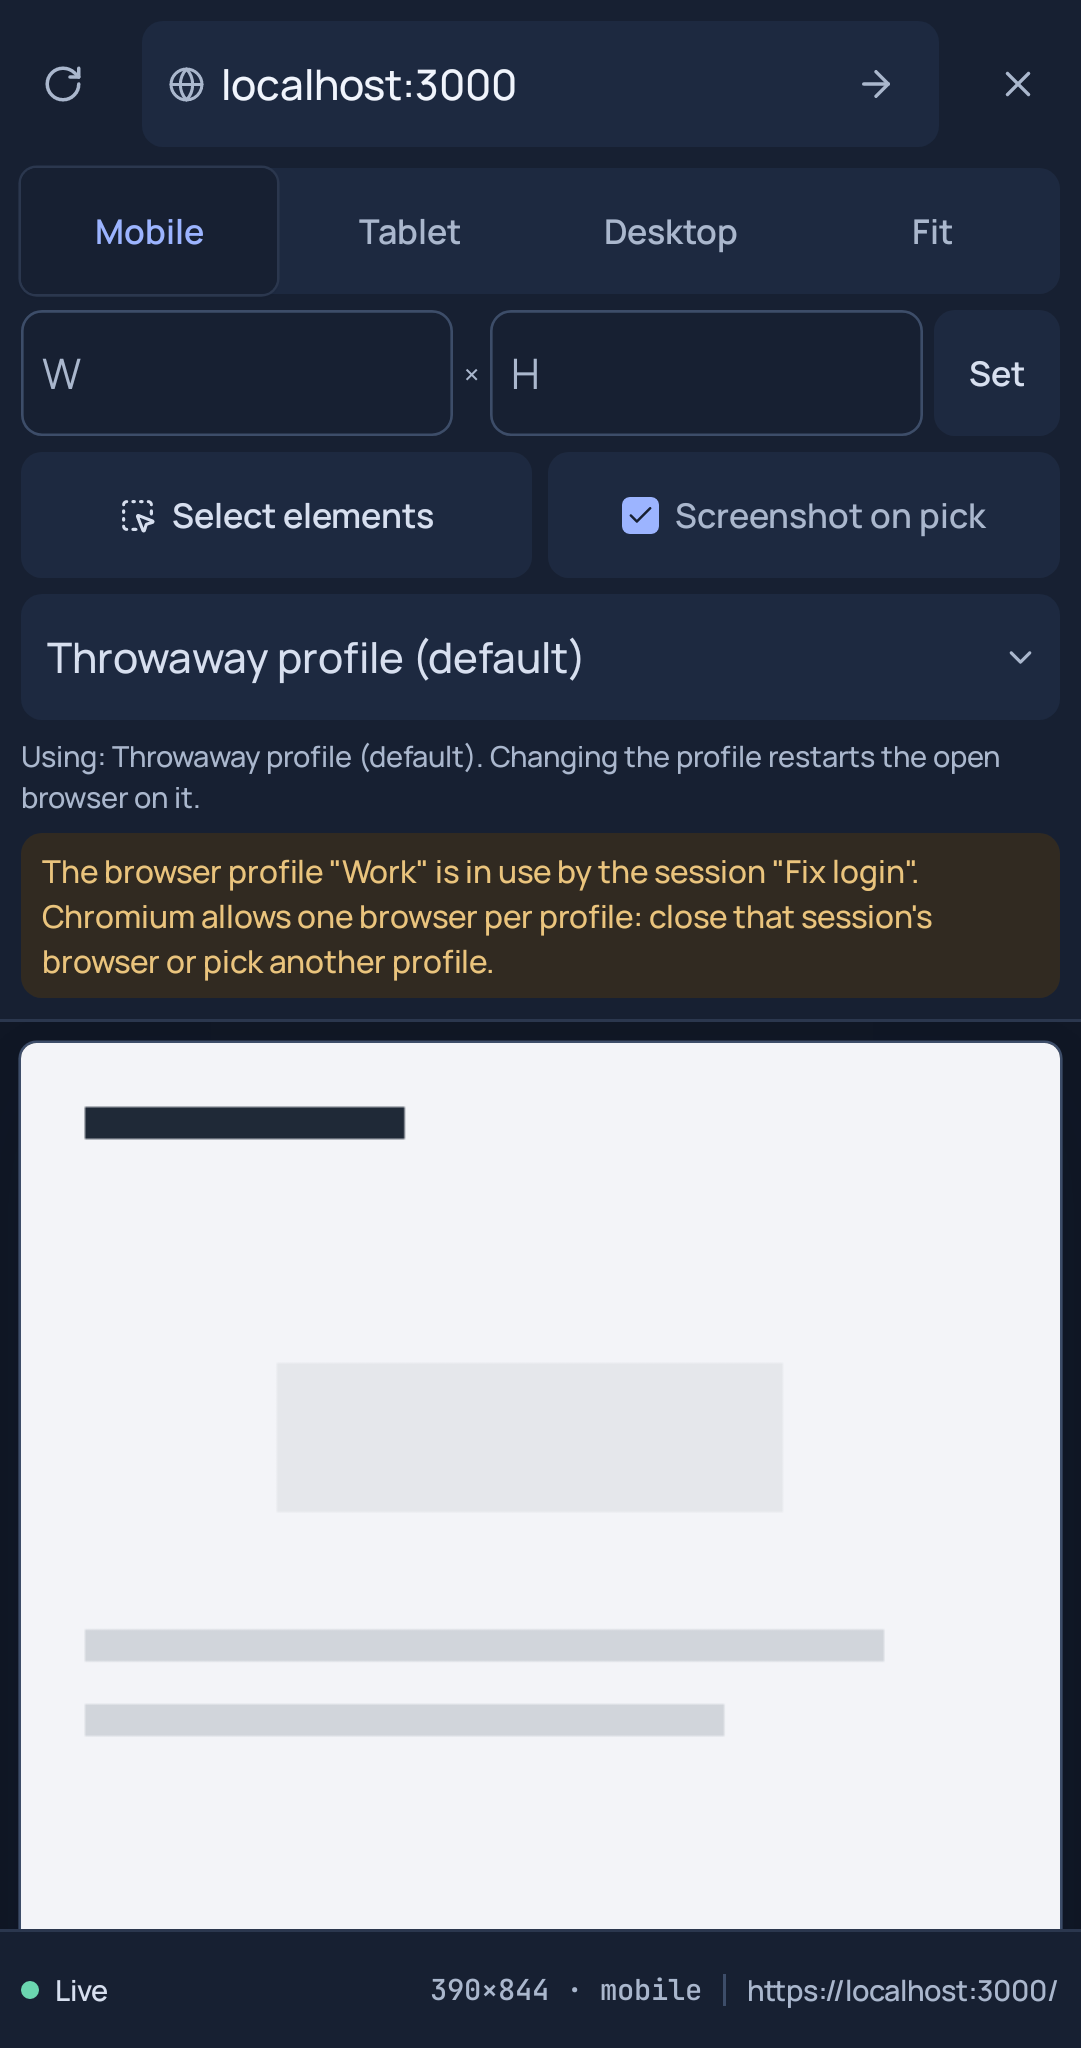 localhost:3000
Mobile Tablet Desktop Fit
W × H Set
Select elements Screenshot on pick
Throwaway profile (default)
Using: Throwaway profile (default). Changing the profile restarts the open
browser on it.
The browser profile "Work" is in use by the session "Fix login".
Chromium allows one browser per profile: close that session's
browser or pick another profile.
Live 390×844 · mobile https://localhost:3000/